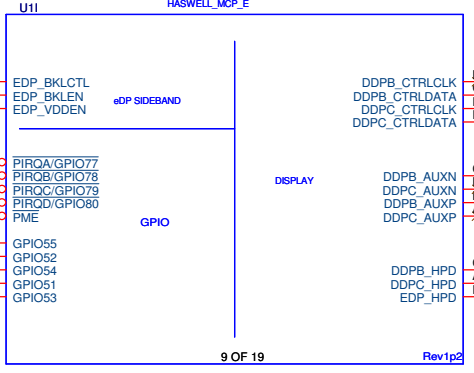 U1I
HASWELL_MCP_E
EDP_BKLCTL
EDP_BKLEN
EDP_VDDEN
eDP SIDEBAND
DDPB_CTRLCLK
DDPB_CTRLDATA
DDPC_CTRLCLK
DDPC_CTRLDATA
PIRQA/GPIO77
PIRQB/GPIO78
PIRQC/GPIO79
PIRQD/GPIO80
PME
GPIO
DISPLAY
DDPB_AUXN
DDPC_AUXN
DDPB_AUXP
DDPC_AUXP
GPIO55
GPIO52
GPIO54
GPIO51
GPIO53
DDPB_HPD
DDPC_HPD
EDP_HPD
9 OF 19
Rev1p2